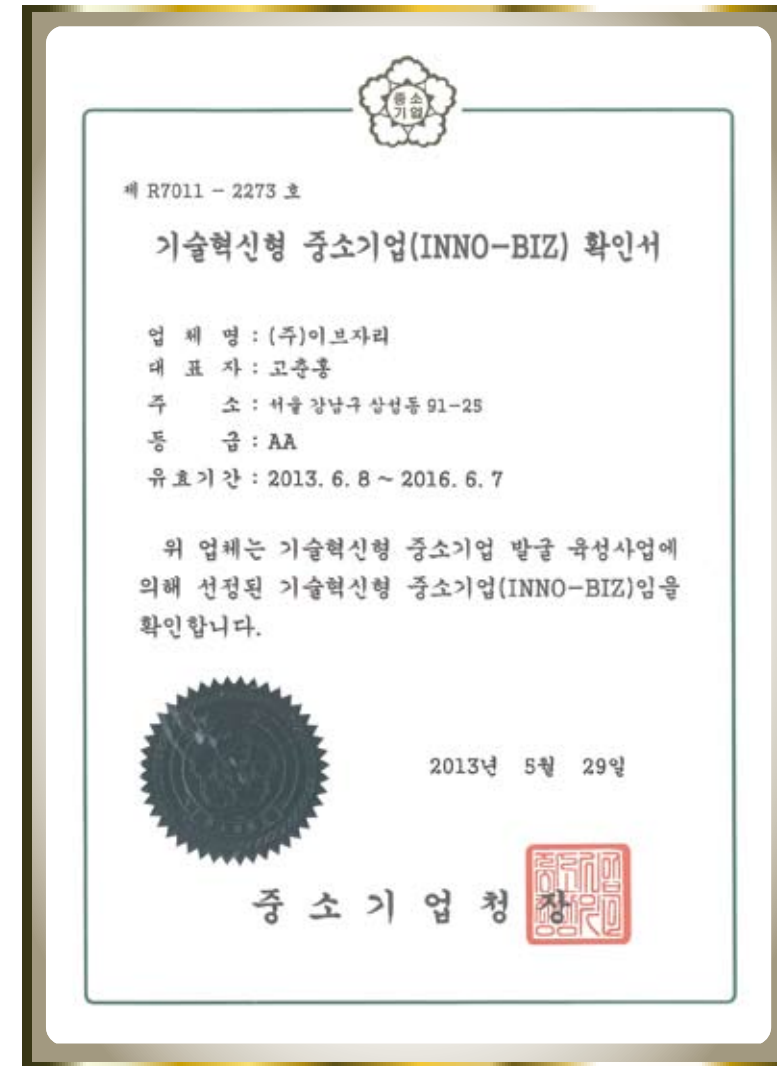 중소
기업
제 R7011 - 2273 호
기술혁신형 중소기업(INNO-BIZ) 확인서
업 체 명 : (주)이브자리
대 표 자 : 고춘홍
주 소 : 서울 강남구 삼성동 91-25
등 급 : AA
유효기간 : 2013. 6. 8 ~ 2016. 6. 7
위 업체는 기술혁신형 중소기업 발굴 육성사업에
의해 선정된 기술혁신형 중소기업(INNO-BIZ)임을
확인합니다.
2013년 5월 29일
중 소 기 업 청 장